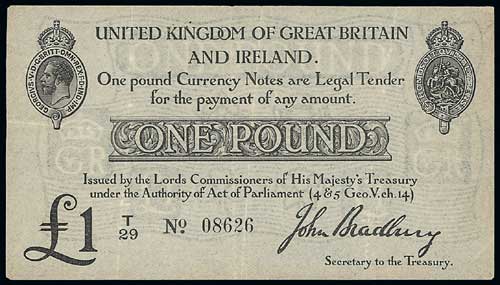 UNITED KINGDOM OF GREAT BRITAIN
AND IRELAND.
One pound Currency Notes are Legal Tender
for the payment of any amount.
ONE POUND
Issued by the Lords Commissioners of His Majesty's Treasury
under the Authority of Act of Parliament (4 & 5 Geo. V. ch. 14)
£1 T/29 No. 08626
John Bradbury
Secretary to the Treasury.